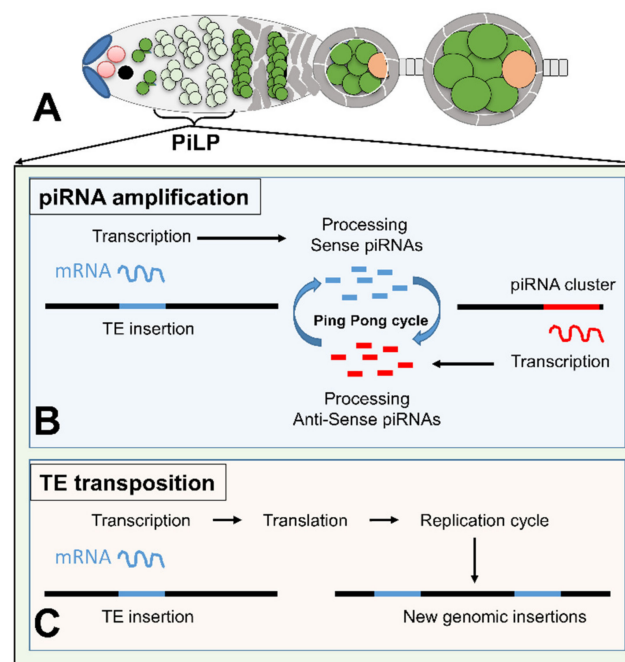 A
PiLP
piRNA amplification
Transcription
Processing
Sense piRNAs
mRNA
piRNA cluster
TE insertion
Ping Pong cycle
Transcription
Processing
Anti-Sense piRNAs
B
TE transposition
Transcription
Translation
Replication cycle
mRNA
TE insertion
New genomic insertions
C